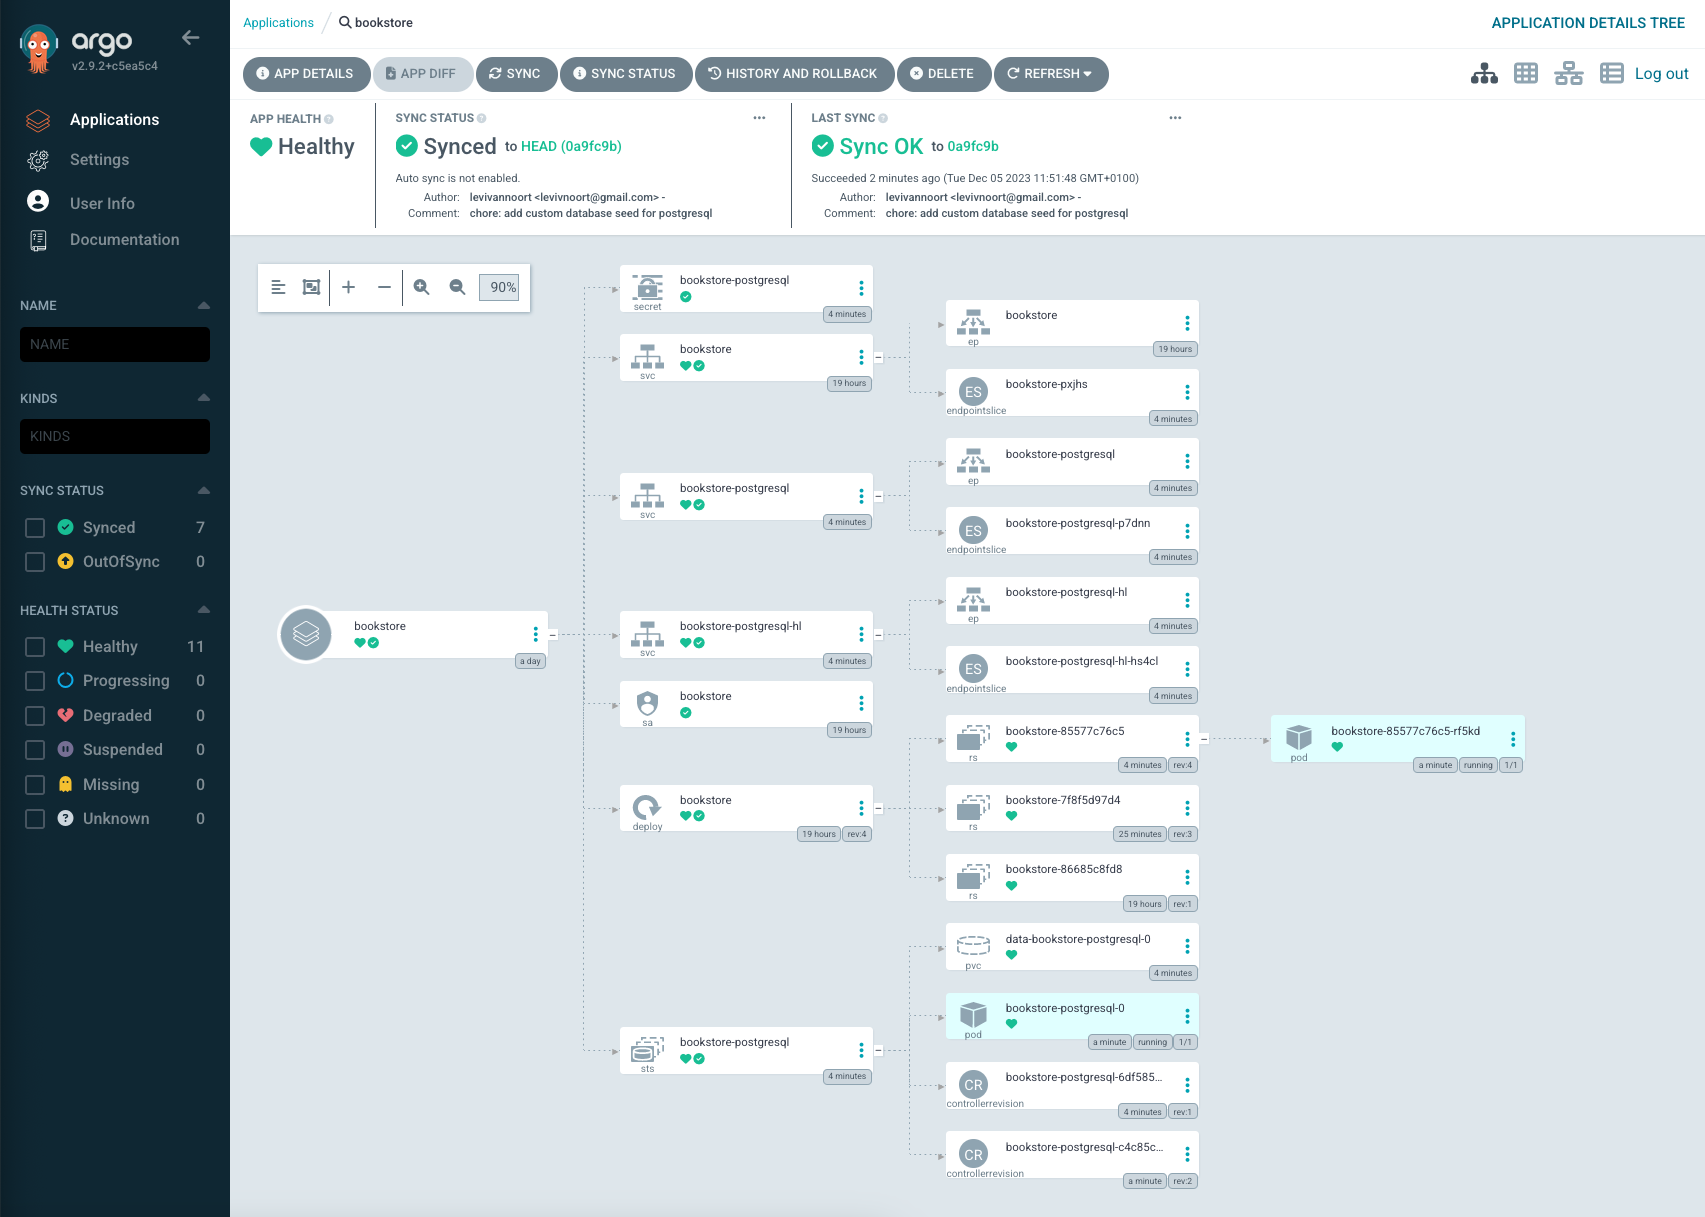 argo
v2.9.2+c5ea5c4
Applications
Settings
User Info
Documentation
NAME
NAME
KINDS
KINDS
SYNC STATUS
Synced 7
OutOfSync 0
HEALTH STATUS
Healthy 11
Progressing 0
Degraded 0
Suspended 0
Missing 0
Unknown 0
Applications / bookstore
APPLICATION DETAILS TREE
APP DETAILS APP DIFF SYNC SYNC STATUS HISTORY AND ROLLBACK DELETE REFRESH
Log out
APP HEALTH
Healthy
SYNC STATUS
Synced to HEAD (0a9fc9b)
Auto sync is not enabled.
Author: levivannoort <levivnoort@gmail.com> -
Comment: chore: add custom database seed for postgresql
LAST SYNC
Sync OK to 0a9fc9b
Succeeded 2 minutes ago (Tue Dec 05 2023 11:51:48 GMT+0100)
Author: levivannoort <levivnoort@gmail.com> -
Comment: chore: add custom database seed for postgresql
90%
bookstore
a day
bookstore-postgresql
secret
4 minutes
bookstore
svc
19 hours
bookstore-postgresql
svc
4 minutes
bookstore-postgresql-hl
svc
4 minutes
bookstore
sa
19 hours
bookstore
deploy
19 hours rev:4
bookstore-postgresql
sts
4 minutes
bookstore
ep
19 hours
ES
bookstore-pxjhs
endpointslice
4 minutes
bookstore-postgresql
ep
4 minutes
ES
bookstore-postgresql-p7dnn
endpointslice
4 minutes
bookstore-postgresql-hl
ep
4 minutes
ES
bookstore-postgresql-hl-hs4cl
endpointslice
4 minutes
bookstore-85577c76c5
rs
4 minutes rev:4
bookstore-7f8f5d97d4
rs
25 minutes rev:3
bookstore-86685c8fd8
rs
19 hours rev:1
data-bookstore-postgresql-0
pvc
4 minutes
bookstore-postgresql-0
pod
a minute running 1/1
CR
bookstore-postgresql-6df585...
controllerrevision
4 minutes rev:1
CR
bookstore-postgresql-c4c85c...
controllerrevision
a minute rev:2
bookstore-85577c76c5-rf5kd
pod
a minute running 1/1